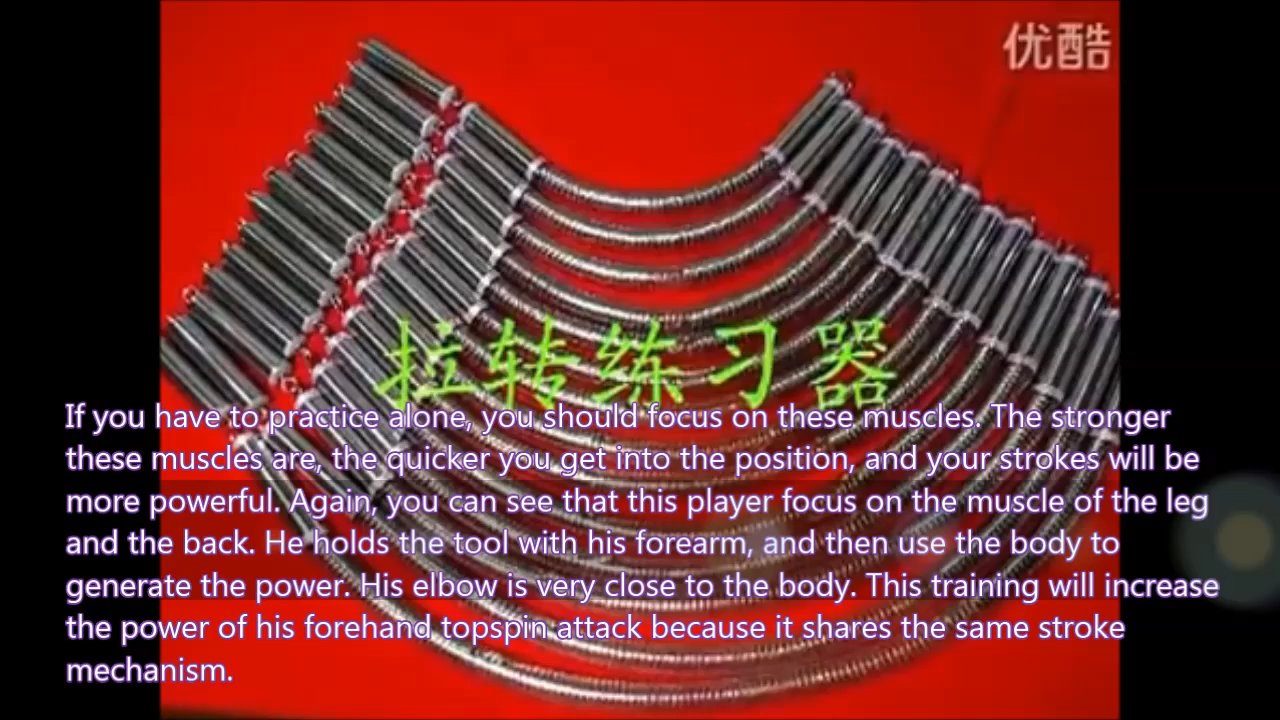 优酷
拉转练习器
If you have to practice alone, you should focus on these muscles. The stronger
these muscles are, the quicker you get into the position, and your strokes will be
more powerful. Again, you can see that this player focus on the muscle of the leg
and the back. He holds the tool with his forearm, and then use the body to
generate the power. His elbow is very close to the body. This training will increase
the power of his forehand topspin attack because it shares the same stroke
mechanism.